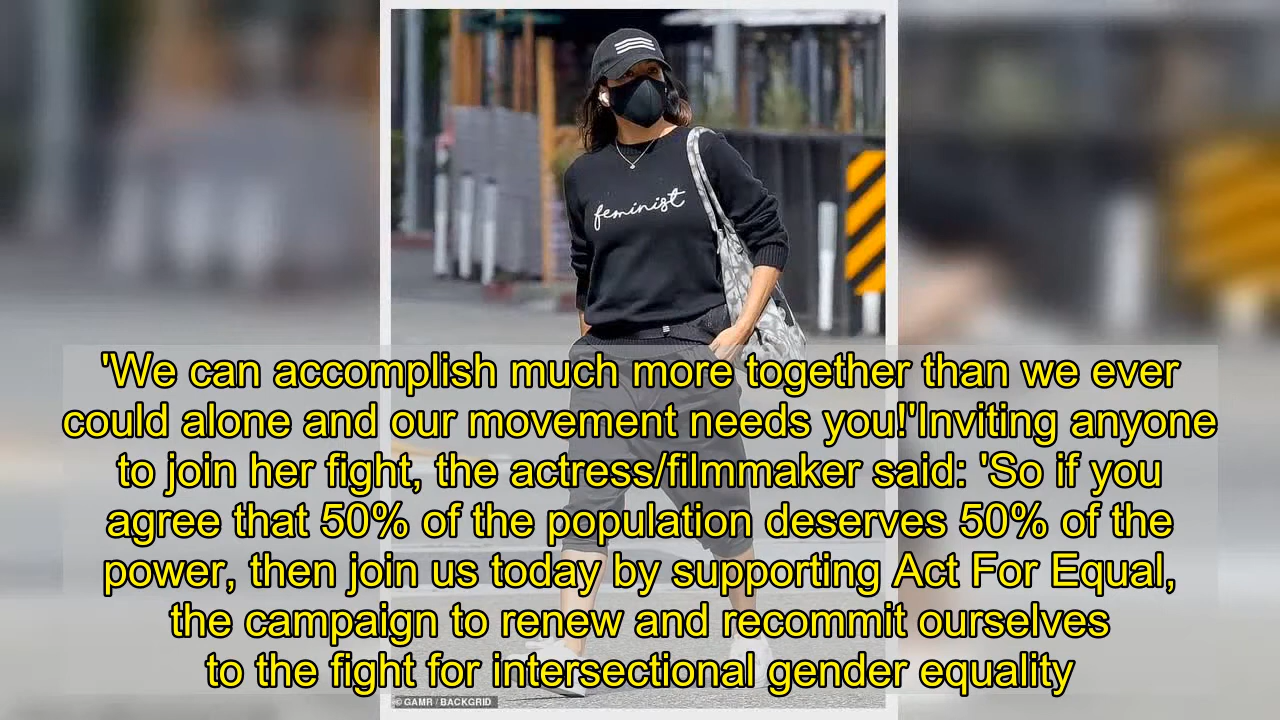 feminist
'We can accomplish much more together than we ever
could alone and our movement needs you!'Inviting anyone
to join her fight, the actress/filmmaker said: 'So if you
agree that 50% of the population deserves 50% of the
power, then join us today by supporting Act For Equal,
the campaign to renew and recommit ourselves
to the fight for intersectional gender equality
© GAMR / BACKGRID